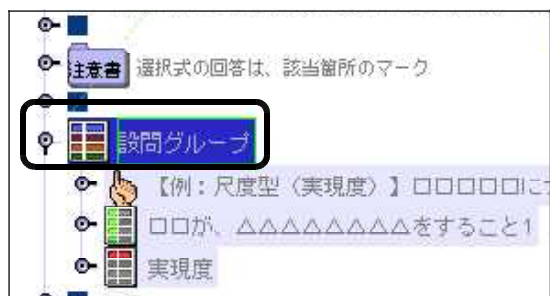 注意書 選択式の回答は、該当箇所のマーク
設問グループ
【例：尺度型（実現度）】□□□□□に
□□が、△△△△△△△△をすること1
実現度